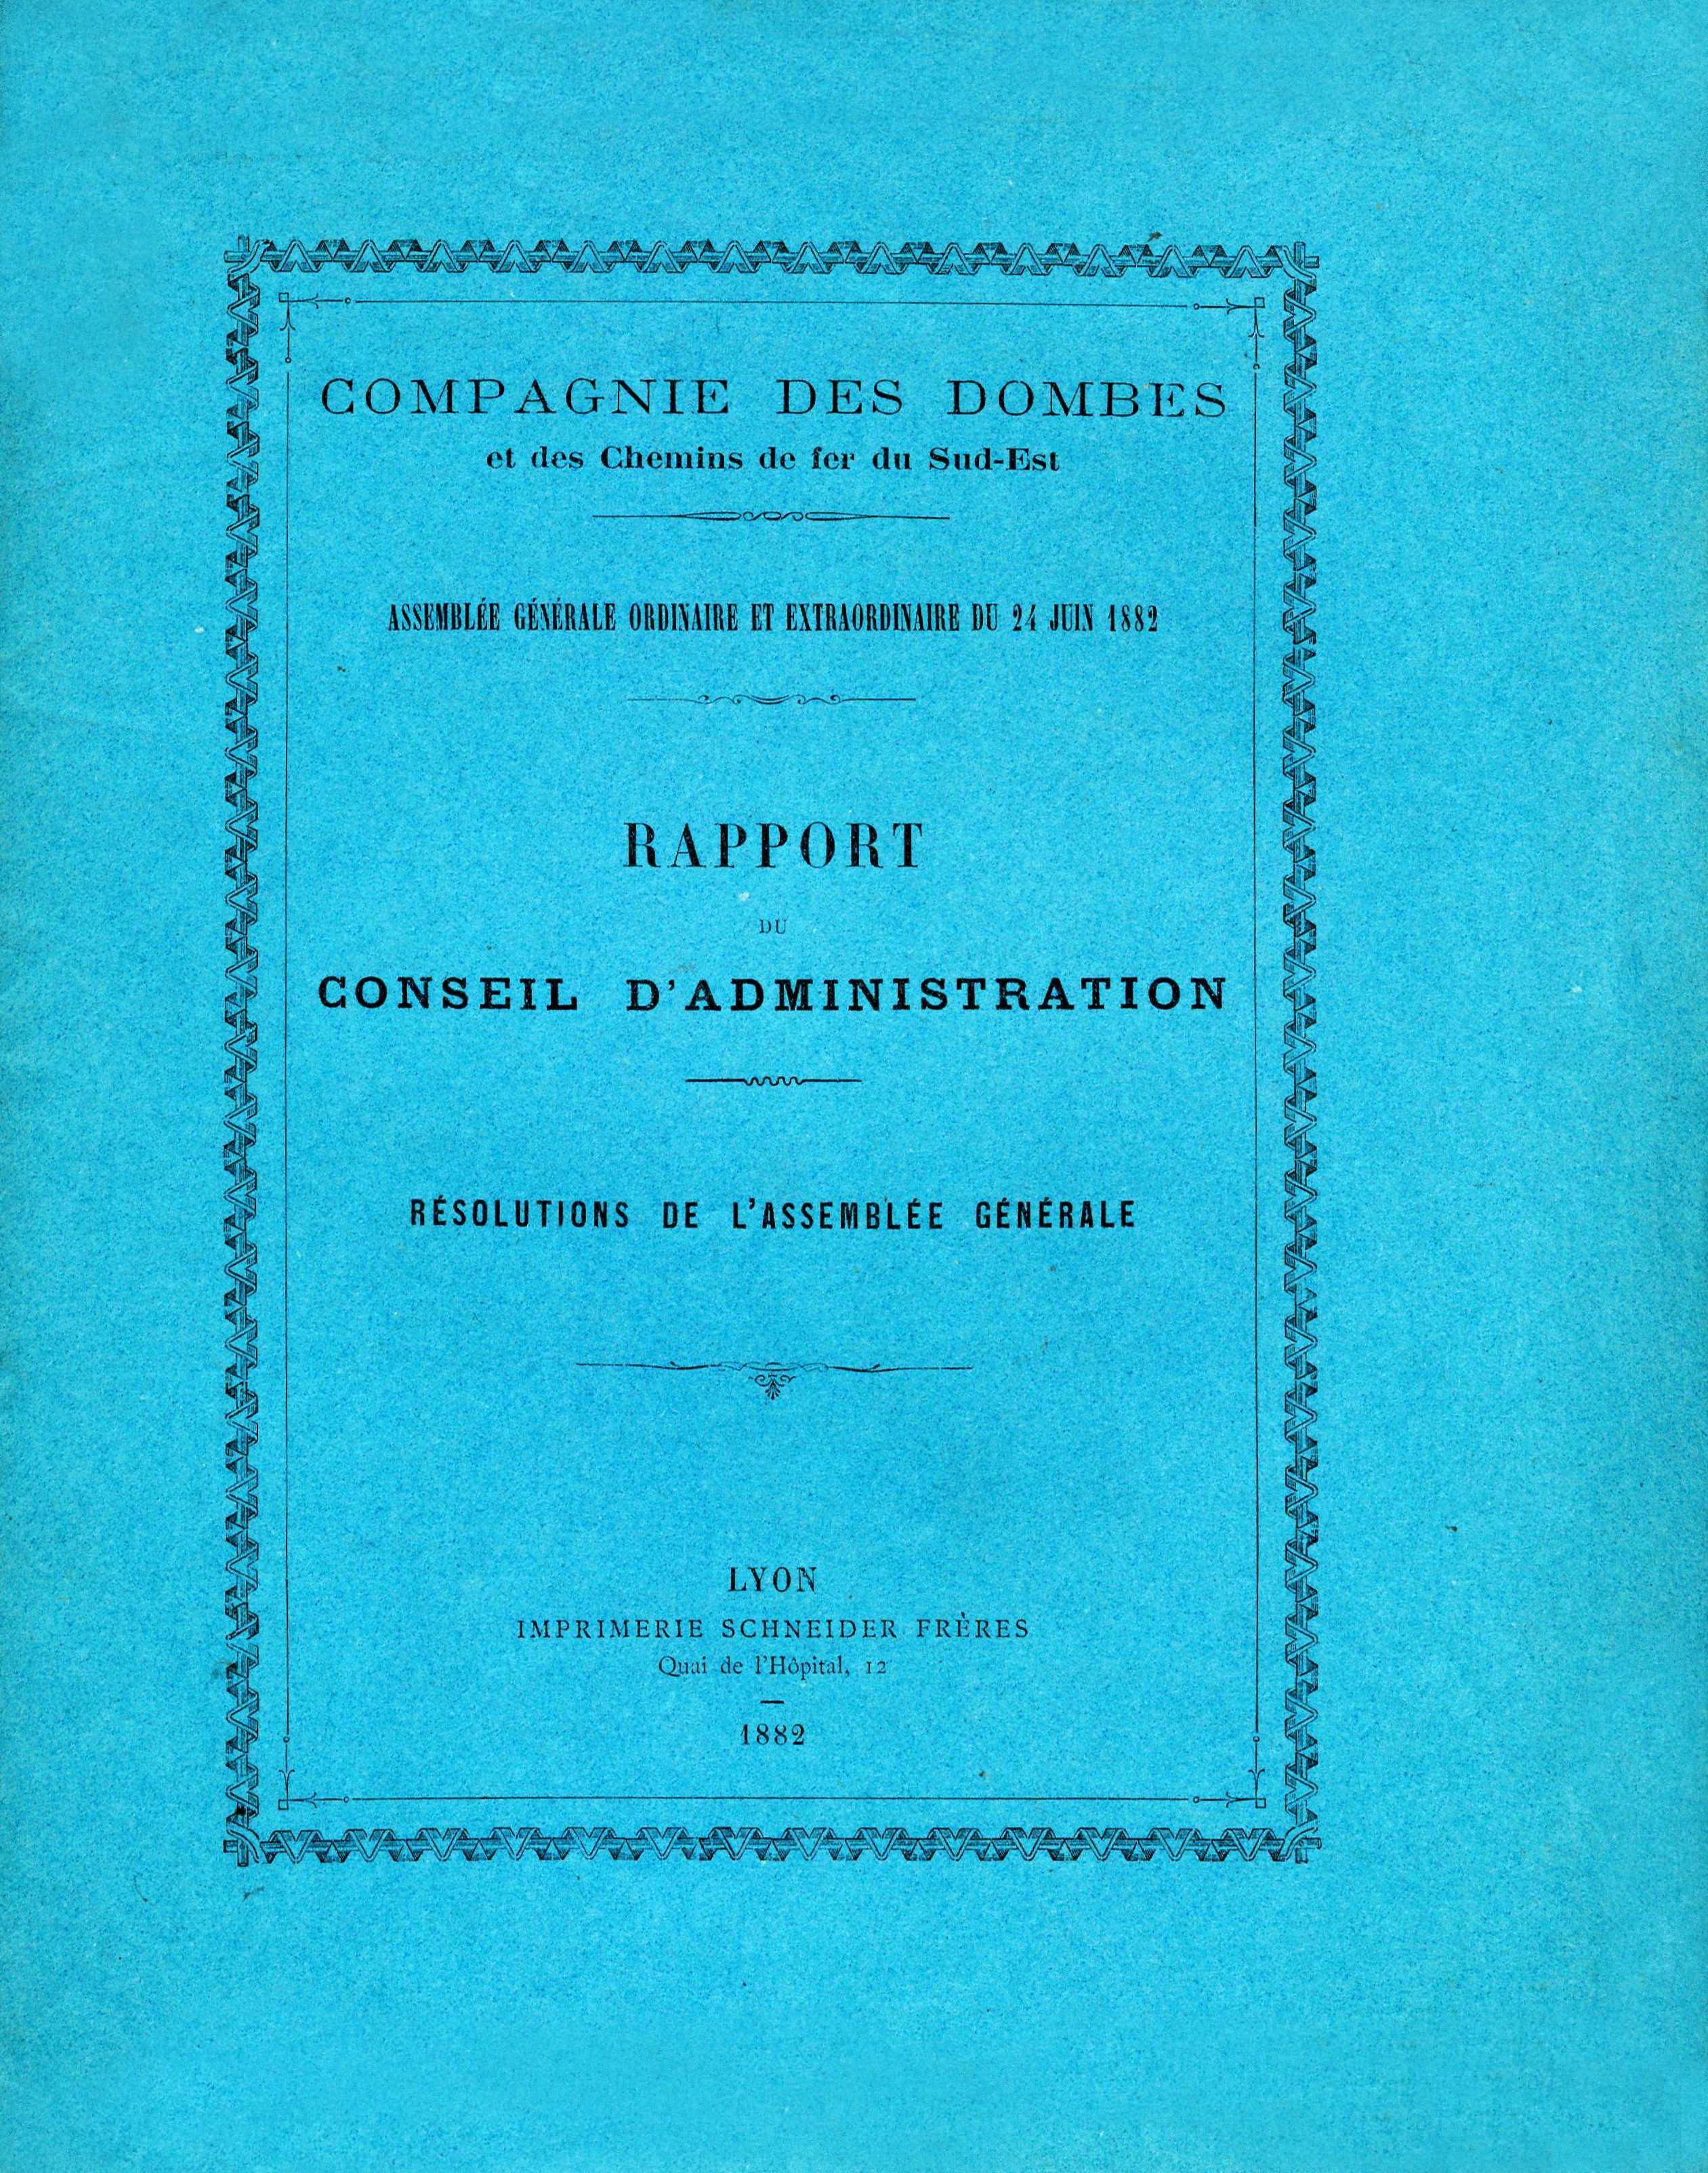 COMPAGNIE DES DOMBES
et des Chemins de fer du Sud-Est
ASSEMBLÉE GÉNÉRALE ORDINAIRE ET EXTRAORDINAIRE DU 24 JUIN 1882
RAPPORT
DU
CONSEIL D'ADMINISTRATION
RÉSOLUTIONS DE L'ASSEMBLÉE GÉNÉRALE
LYON
IMPRIMERIE SCHNEIDER FRÈRES
Quai de l'Hôpital, 12
1882